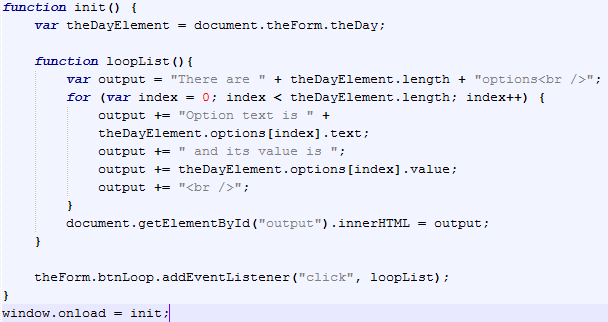 function init() {
    var theDayElement = document.theForm.theDay;

    function loopList(){
        var output = "There are " + theDayElement.length + "options<br />";
        for (var index = 0; index < theDayElement.length; index++) {
            output += "Option text is " +
            theDayElement.options[index].text;
            output += " and its value is ";
            output += theDayElement.options[index].value;
            output += "<br />";
        }
        document.getElementById("output").innerHTML = output;
    }

    theForm.btnLoop.addEventListener("click", loopList);
}
window.onload = init;